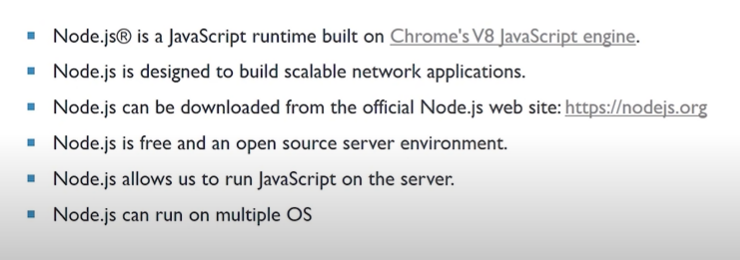 Node.js® is a JavaScript runtime built on Chrome's V8 JavaScript engine.
Node.js is designed to build scalable network applications.
Node.js can be downloaded from the official Node.js web site: https://nodejs.org
Node.js is free and an open source server environment.
Node.js allows us to run JavaScript on the server.
Node.js can run on multiple OS